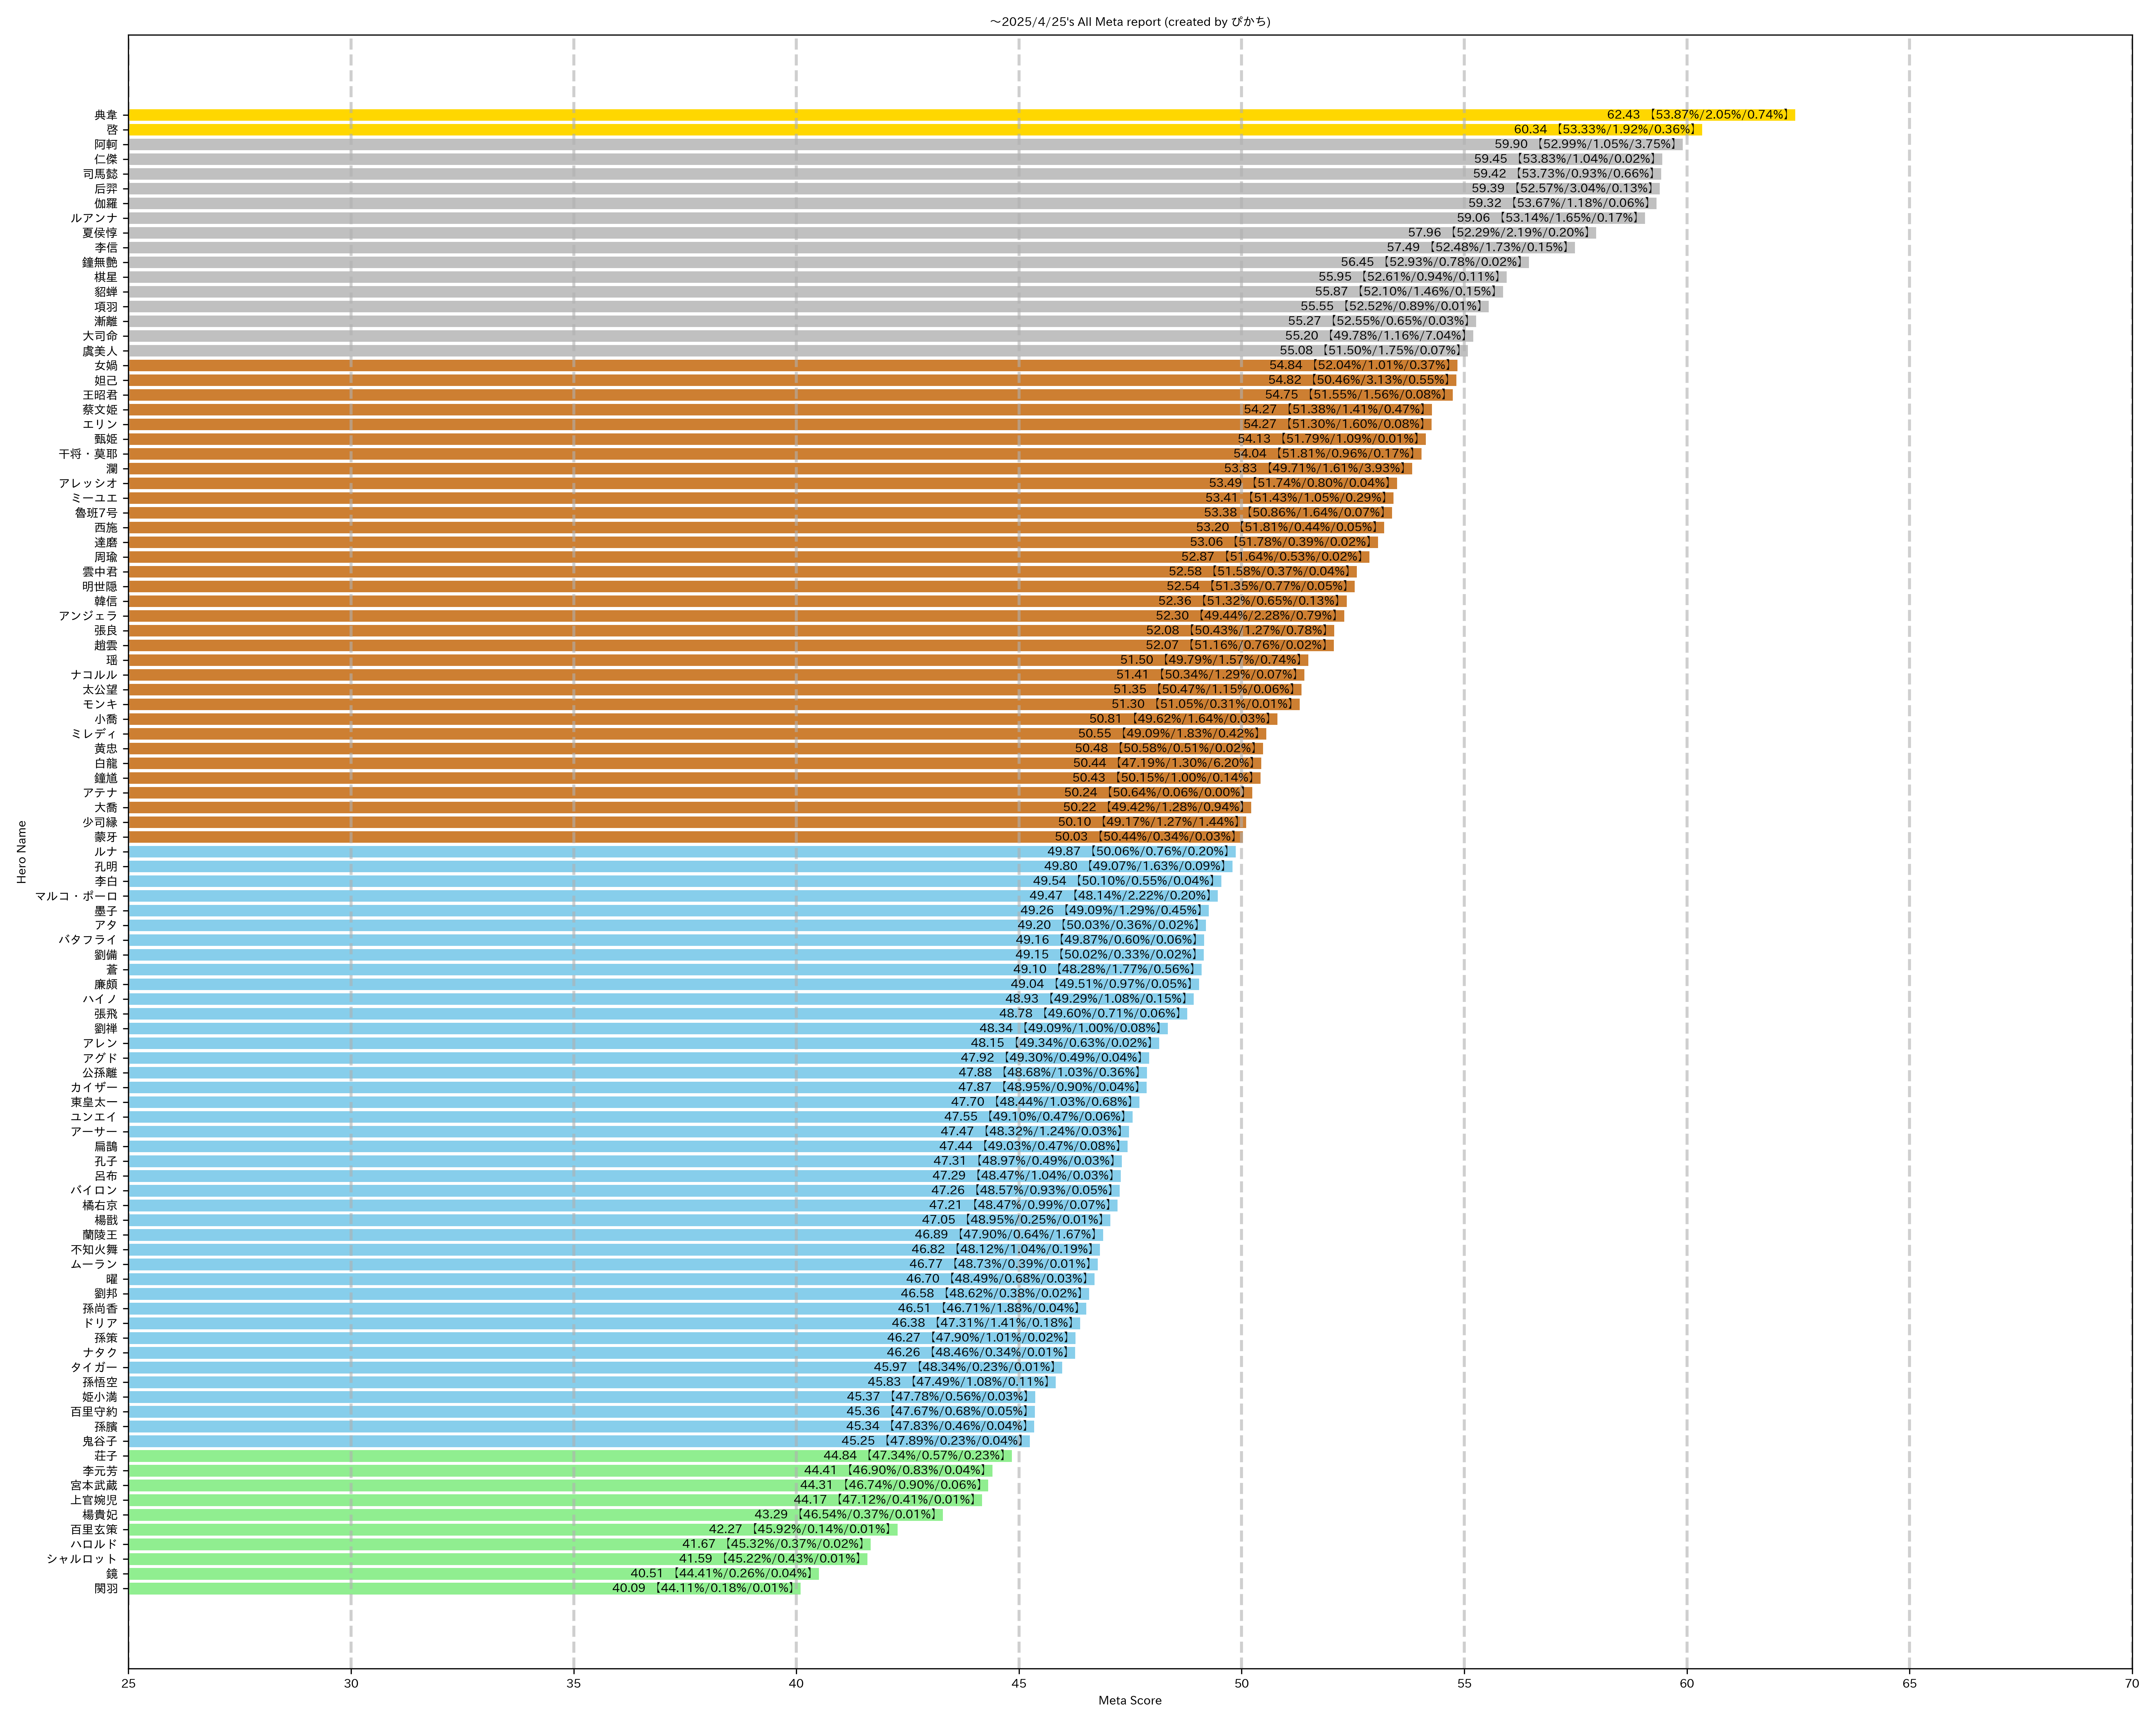 ～2025/4/25's All Meta report (created by ぴかち)
Hero Name
典韋 62.43 【53.87%/2.05%/0.74%】
啓 60.34 【53.33%/1.92%/0.36%】
阿軻 59.90 【52.99%/1.05%/3.75%】
仁傑 59.45 【53.83%/1.04%/0.02%】
司馬懿 59.42 【53.73%/0.93%/0.66%】
后羿 59.39 【52.57%/3.04%/0.13%】
伽羅 59.32 【53.67%/1.18%/0.06%】
ルアンナ 59.06 【53.14%/1.65%/0.17%】
夏侯惇 57.96 【52.29%/2.19%/0.20%】
李信 57.49 【52.48%/1.73%/0.15%】
鐘無艶 56.45 【52.93%/0.78%/0.02%】
棋星 55.95 【52.61%/0.94%/0.11%】
貂蝉 55.87 【52.10%/1.46%/0.15%】
項羽 55.55 【52.52%/0.89%/0.01%】
漸離 55.27 【52.55%/0.65%/0.03%】
大司命 55.20 【49.78%/1.16%/7.04%】
虞美人 55.08 【51.50%/1.75%/0.07%】
女媧 54.84 【52.04%/1.01%/0.37%】
妲己 54.82 【50.46%/3.13%/0.55%】
王昭君 54.75 【51.55%/1.56%/0.08%】
蔡文姫 54.27 【51.38%/1.41%/0.47%】
エリン 54.27 【51.30%/1.60%/0.08%】
甄姫 54.13 【51.79%/1.09%/0.01%】
干将・莫耶 54.04 【51.81%/0.96%/0.17%】
瀾 53.83 【49.71%/1.61%/3.93%】
アレッシオ 53.49 【51.74%/0.80%/0.04%】
ミーユエ 53.41 【51.43%/1.05%/0.29%】
魯班7号 53.38 【50.86%/1.64%/0.07%】
西施 53.20 【51.81%/0.44%/0.05%】
達磨 53.06 【51.78%/0.39%/0.02%】
周瑜 52.87 【51.64%/0.53%/0.02%】
雲中君 52.58 【51.58%/0.37%/0.04%】
明世隠 52.54 【51.35%/0.77%/0.05%】
韓信 52.36 【51.32%/0.65%/0.13%】
アンジェラ 52.30 【49.44%/2.28%/0.79%】
張良 52.08 【50.43%/1.27%/0.78%】
趙雲 52.07 【51.16%/0.76%/0.02%】
瑶 51.50 【49.79%/1.57%/0.74%】
ナコルル 51.41 【50.34%/1.29%/0.07%】
太公望 51.35 【50.47%/1.15%/0.06%】
モンキ 51.30 【51.05%/0.31%/0.01%】
小喬 50.81 【49.62%/1.64%/0.03%】
ミレディ 50.55 【49.09%/1.83%/0.42%】
黄忠 50.48 【50.58%/0.51%/0.02%】
白龍 50.44 【47.19%/1.30%/6.20%】
鐘馗 50.43 【50.15%/1.00%/0.14%】
アテナ 50.24 【50.64%/0.06%/0.00%】
大喬 50.22 【49.42%/1.28%/0.94%】
少司縁 50.10 【49.17%/1.27%/1.44%】
蒙牙 50.03 【50.44%/0.34%/0.03%】
ルナ 49.87 【50.06%/0.76%/0.20%】
孔明 49.80 【49.07%/1.63%/0.09%】
李白 49.54 【50.10%/0.55%/0.04%】
マルコ・ポーロ 49.47 【48.14%/2.22%/0.20%】
墨子 49.26 【49.09%/1.29%/0.45%】
アタ 49.20 【50.03%/0.36%/0.02%】
バタフライ 49.16 【49.87%/0.60%/0.06%】
劉備 49.15 【50.02%/0.33%/0.02%】
蒼 49.10 【48.28%/1.77%/0.56%】
廉頗 49.04 【49.51%/0.97%/0.05%】
ハイノ 48.93 【49.29%/1.08%/0.15%】
張飛 48.78 【49.60%/0.71%/0.06%】
劉禅 48.34 【49.09%/1.00%/0.08%】
アレン 48.15 【49.34%/0.63%/0.02%】
アグド 47.92 【49.30%/0.49%/0.04%】
公孫離 47.88 【48.68%/1.03%/0.36%】
カイザー 47.87 【48.95%/0.90%/0.04%】
東皇太一 47.70 【48.44%/1.03%/0.68%】
ユンエイ 47.55 【49.10%/0.47%/0.06%】
アーサー 47.47 【48.32%/1.24%/0.03%】
扁鵲 47.44 【49.03%/0.47%/0.08%】
孔子 47.31 【48.97%/0.49%/0.03%】
呂布 47.29 【48.47%/1.04%/0.03%】
バイロン 47.26 【48.57%/0.93%/0.05%】
橘右京 47.21 【48.47%/0.99%/0.07%】
楊戩 47.05 【48.95%/0.25%/0.01%】
蘭陵王 46.89 【47.90%/0.64%/1.67%】
不知火舞 46.82 【48.12%/1.04%/0.19%】
ムーラン 46.77 【48.73%/0.39%/0.01%】
曜 46.70 【48.49%/0.68%/0.03%】
劉邦 46.58 【48.62%/0.38%/0.02%】
孫尚香 46.51 【46.71%/1.88%/0.04%】
ドリア 46.38 【47.31%/1.41%/0.18%】
孫策 46.27 【47.90%/1.01%/0.02%】
ナタク 46.26 【48.46%/0.34%/0.01%】
タイガー 45.97 【48.34%/0.23%/0.01%】
孫悟空 45.83 【47.49%/1.08%/0.11%】
姫小満 45.37 【47.78%/0.56%/0.03%】
百里守約 45.36 【47.67%/0.68%/0.05%】
孫臏 45.34 【47.83%/0.46%/0.04%】
鬼谷子 45.25 【47.89%/0.23%/0.04%】
荘子 44.84 【47.34%/0.57%/0.23%】
李元芳 44.41 【46.90%/0.83%/0.04%】
宮本武蔵 44.31 【46.74%/0.90%/0.06%】
上官婉児 44.17 【47.12%/0.41%/0.01%】
楊貴妃 43.29 【46.54%/0.37%/0.01%】
百里玄策 42.27 【45.92%/0.14%/0.01%】
ハロルド 41.67 【45.32%/0.37%/0.02%】
シャルロット 41.59 【45.22%/0.43%/0.01%】
鏡 40.51 【44.41%/0.26%/0.04%】
関羽 40.09 【44.11%/0.18%/0.01%】
25 30 35 40 45 50 55 60 65 70
Meta Score